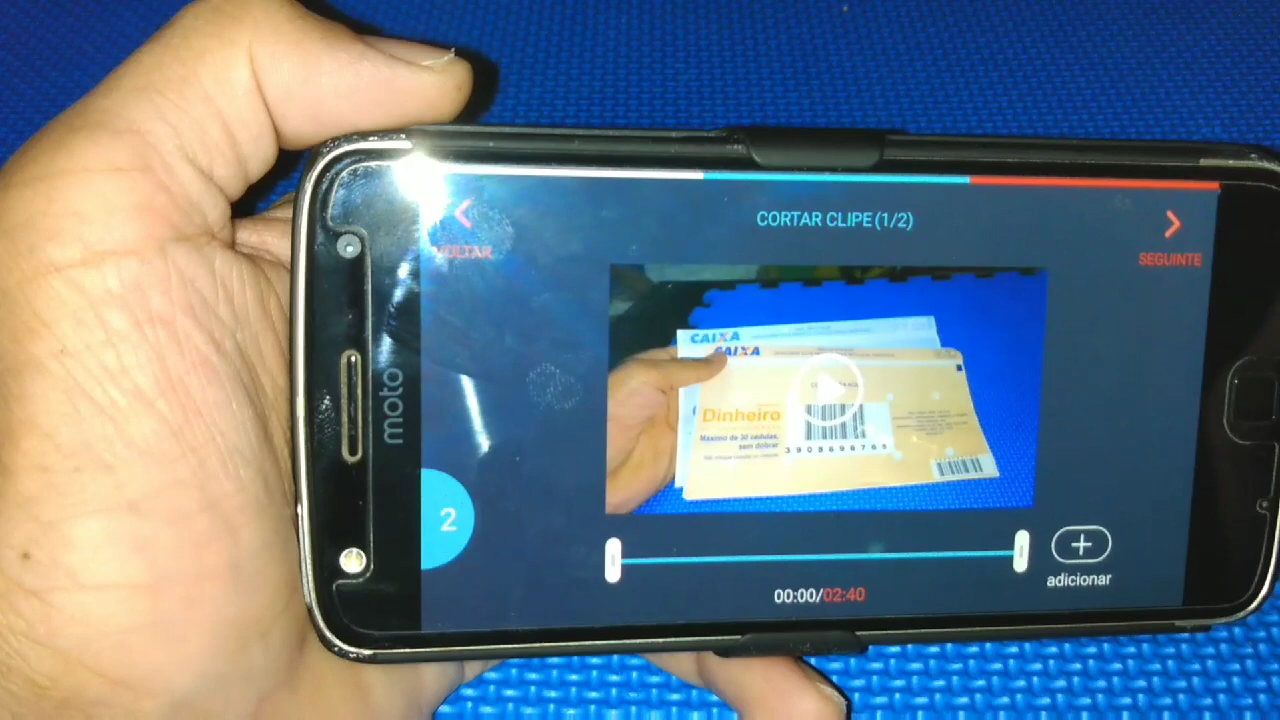 CORTAR CLIPE (1/2)
VOLTAR
SEGUINTE
moto
CAIXA
CAIXA
Dinheiro
Máximo de 30 cédulas,
sem dobrar
3908696765
2
adicionar
00:00/02:40